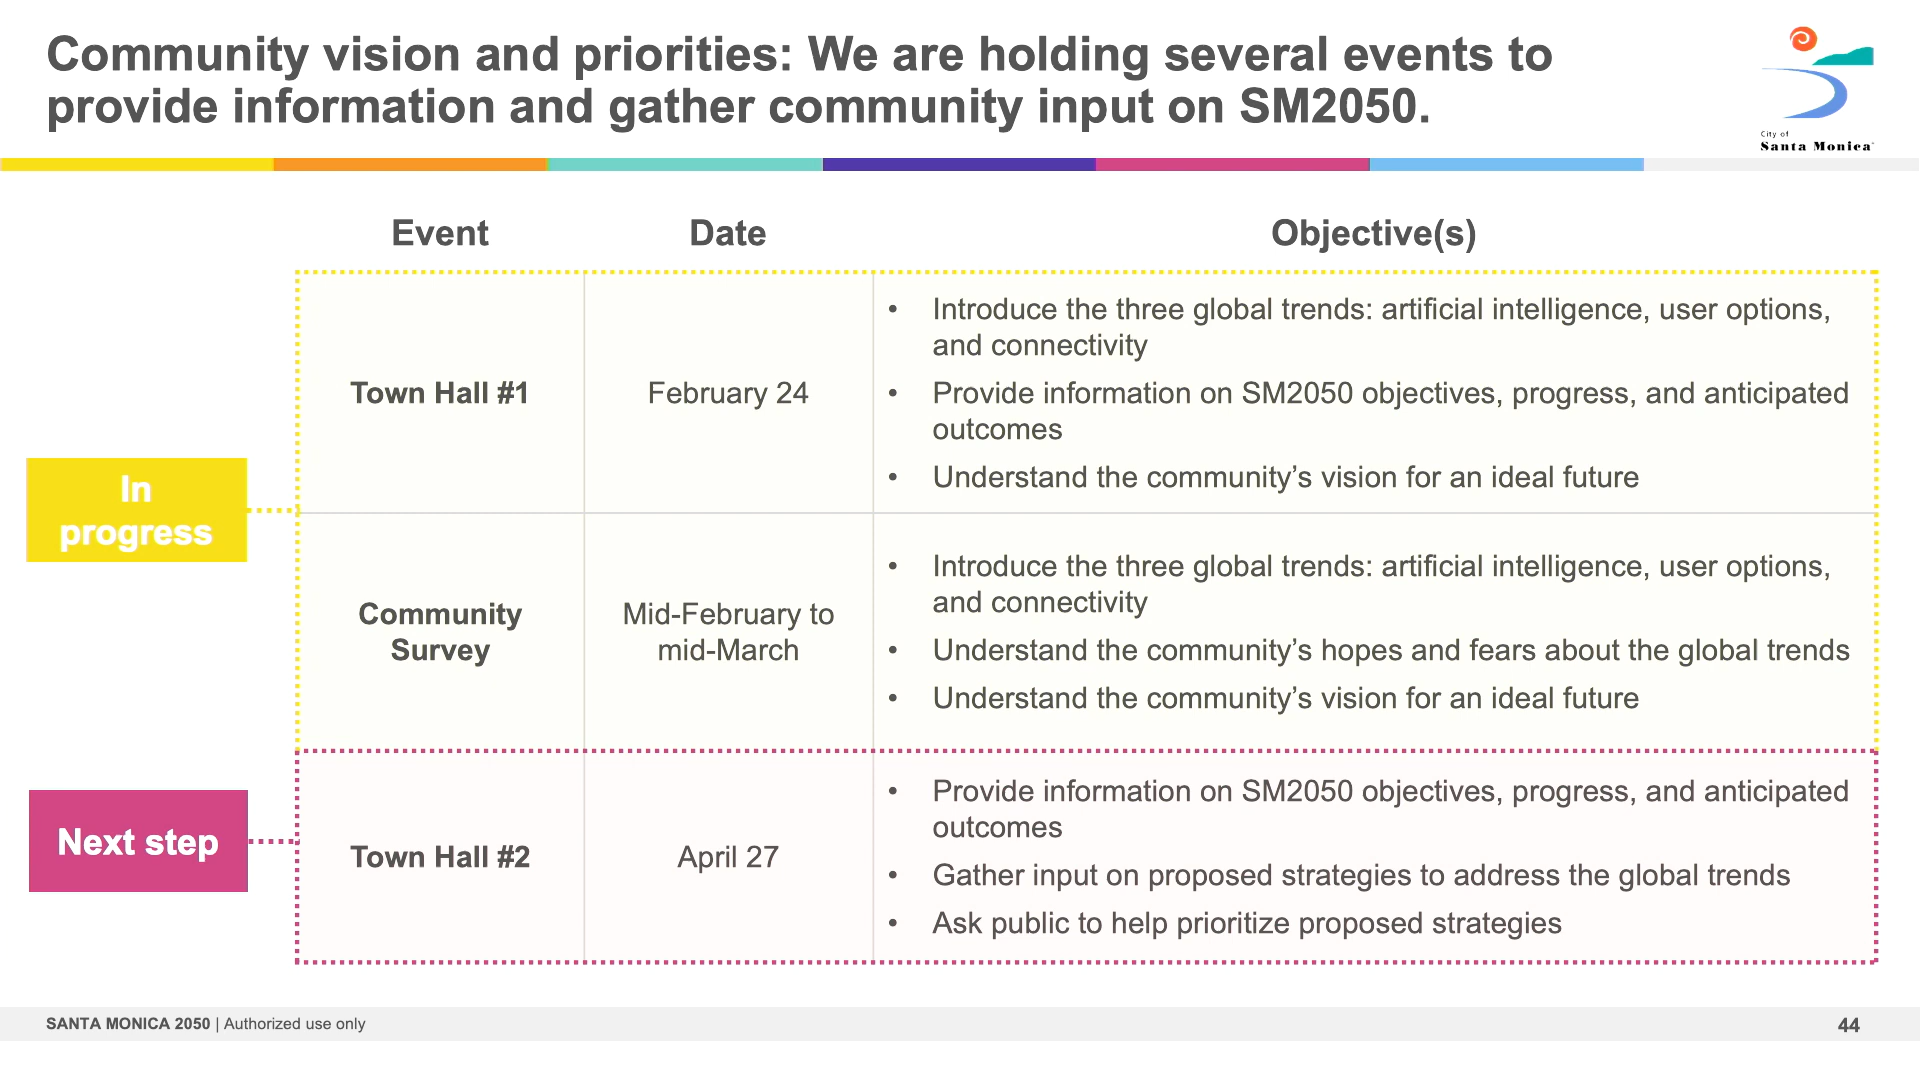 Community vision and priorities: We are holding several events to
provide information and gather community input on SM2050.
City of
Santa Monica
Event
Date
Objective(s)
In
progress
Town Hall #1
February 24
• Introduce the three global trends: artificial intelligence, user options,
and connectivity
• Provide information on SM2050 objectives, progress, and anticipated
outcomes
• Understand the community’s vision for an ideal future
Community
Survey
Mid-February to
mid-March
• Introduce the three global trends: artificial intelligence, user options,
and connectivity
• Understand the community’s hopes and fears about the global trends
• Understand the community’s vision for an ideal future
Next step
Town Hall #2
April 27
• Provide information on SM2050 objectives, progress, and anticipated
outcomes
• Gather input on proposed strategies to address the global trends
• Ask public to help prioritize proposed strategies
SANTA MONICA 2050 | Authorized use only
44